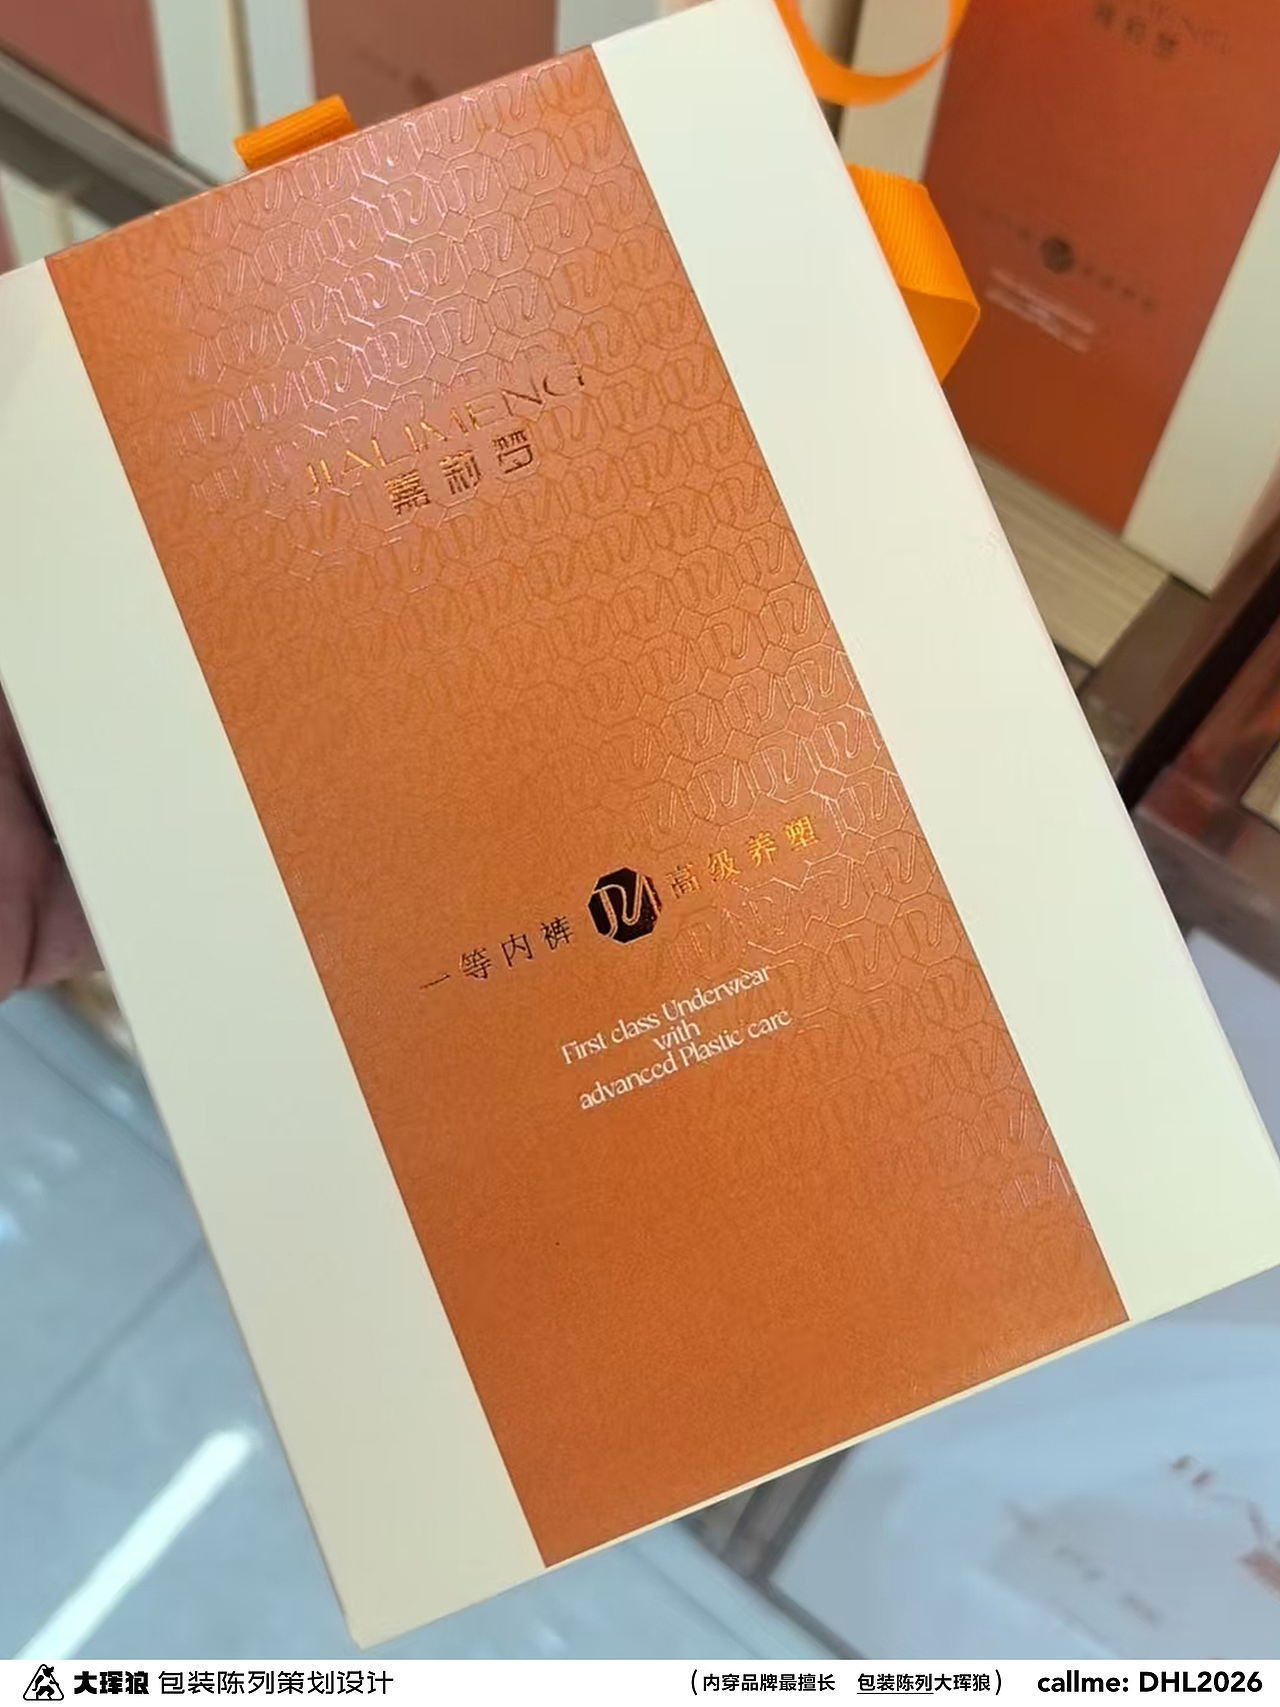 JIALIMENG
嘉莉梦
一等内裤 JM 高级养塑
First class Underwear
with
advanced Plastic care
大珲狼 包装陈列策划设计
(内穿品牌最擅长 包装陈列大珲狼) callme: DHL2026